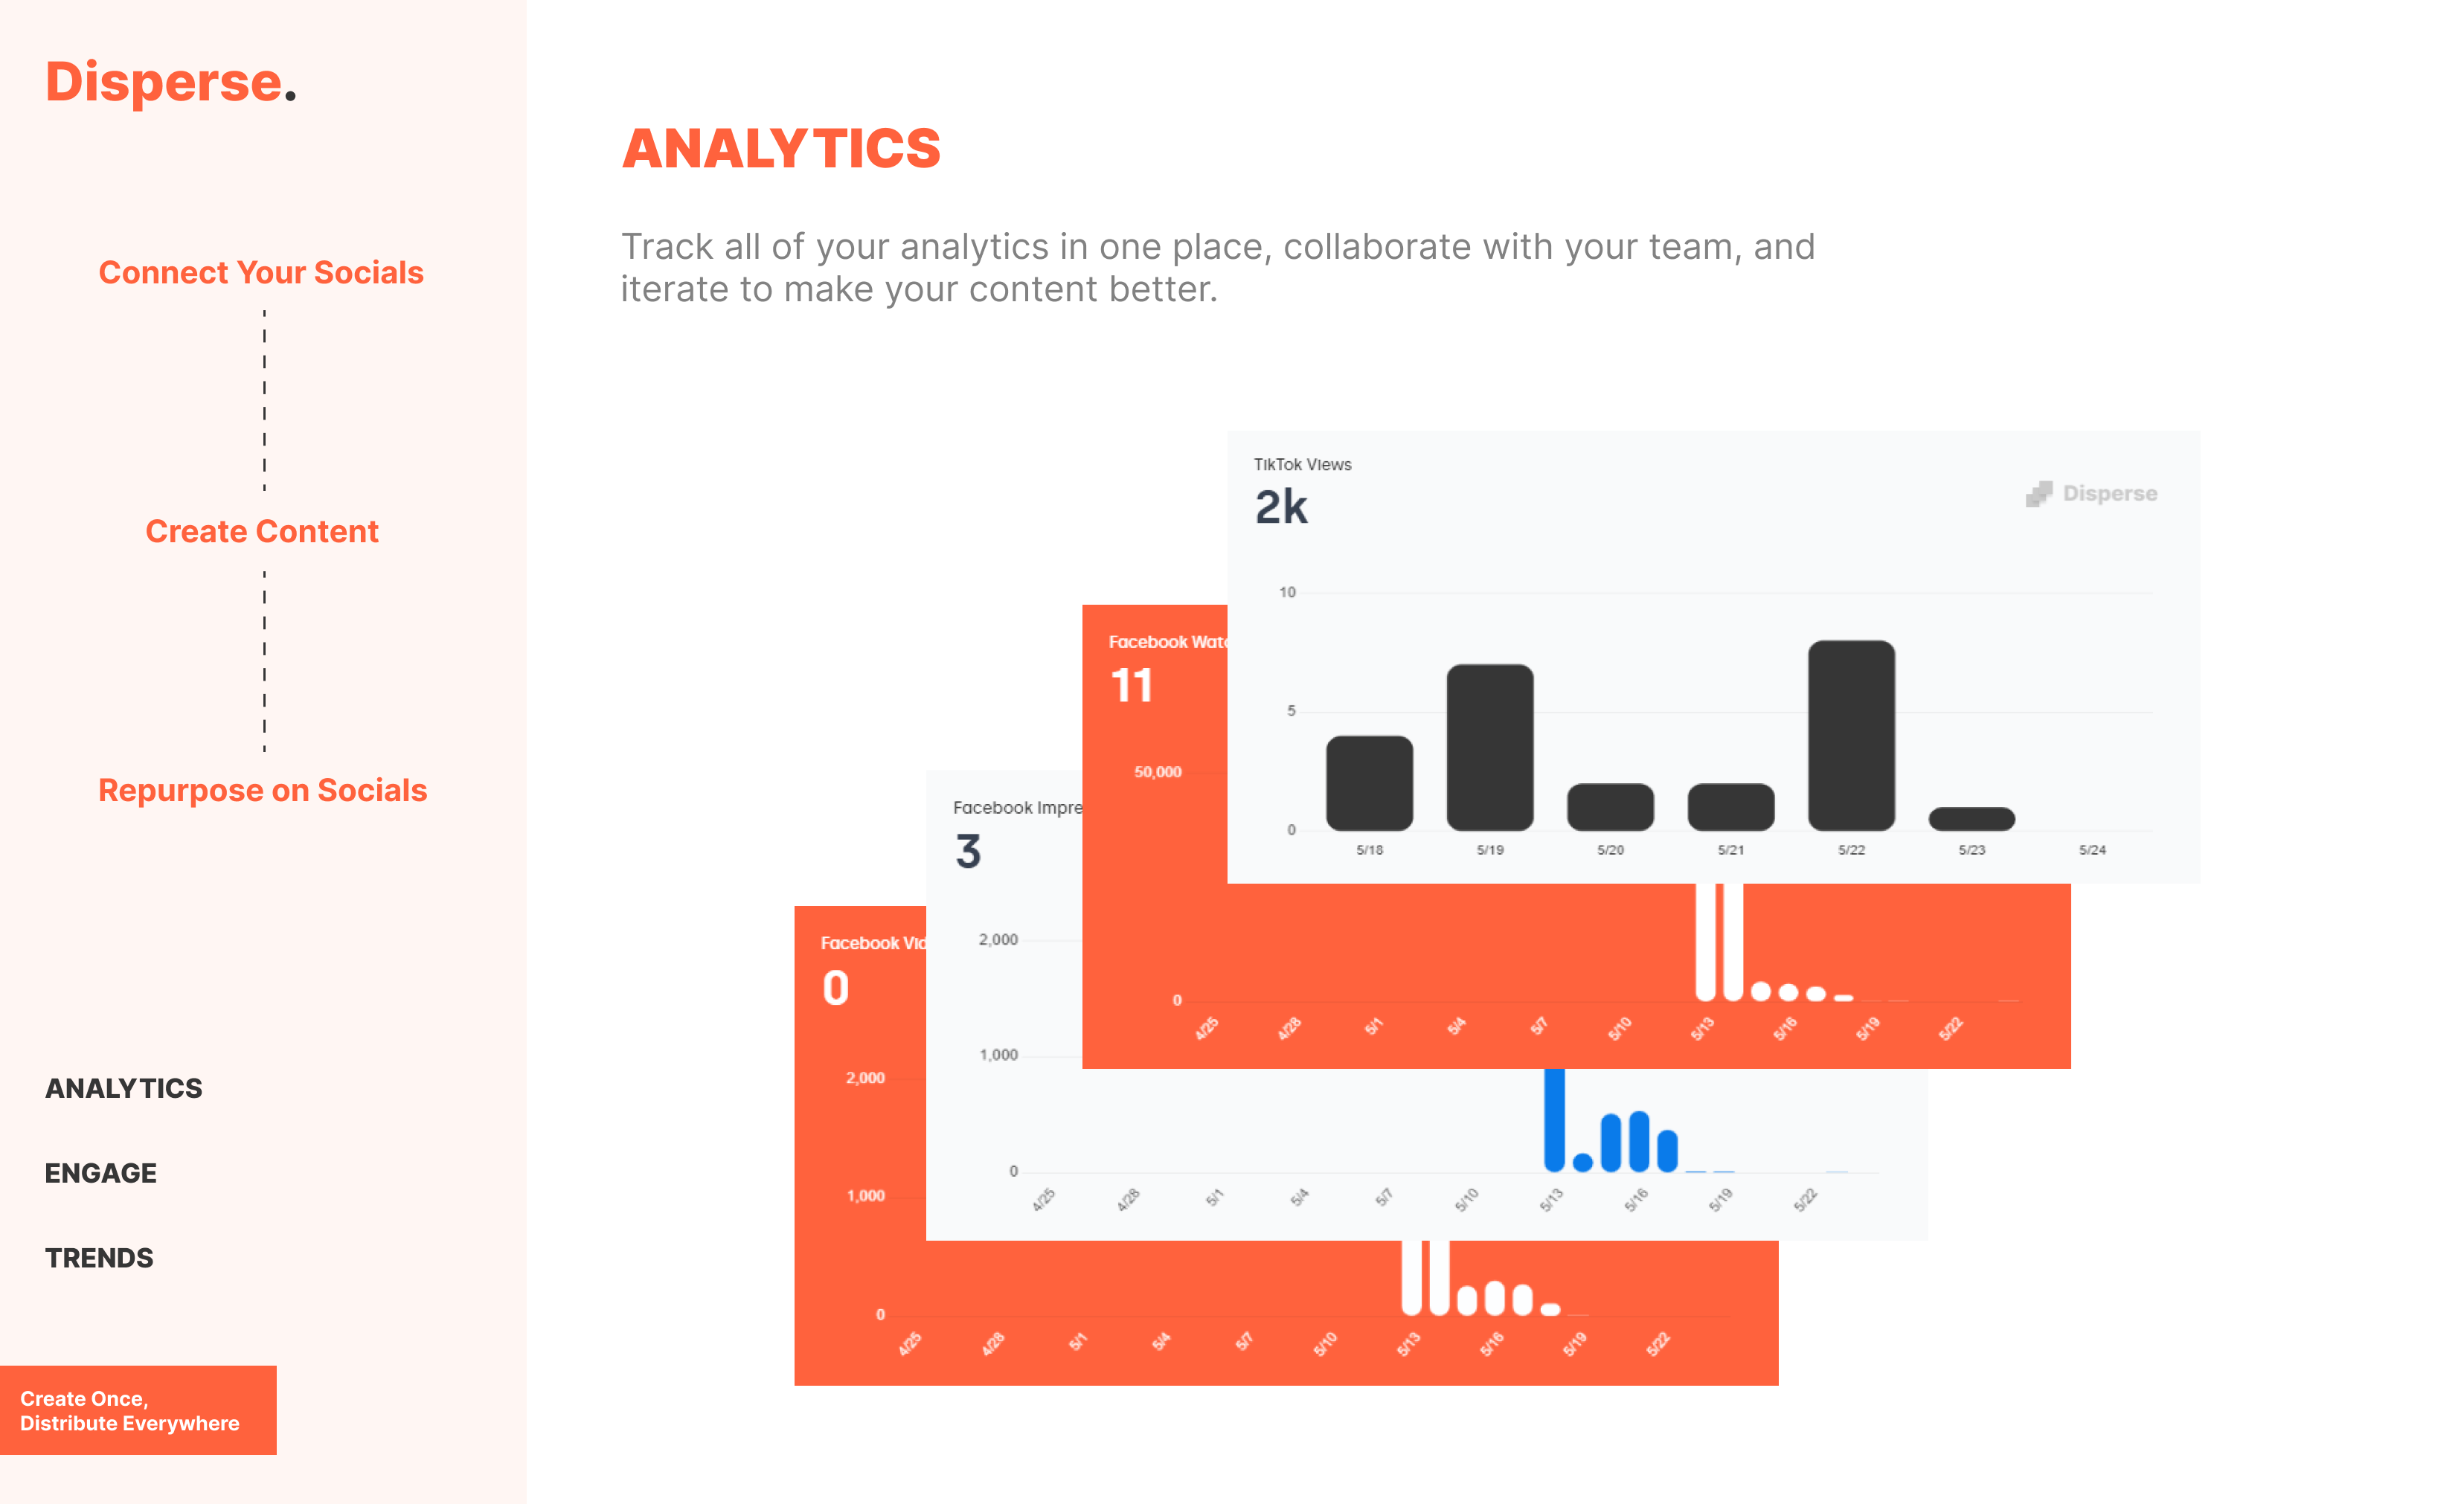 Disperse.
Connect Your Socials
Create Content
Repurpose on Socials
ANALYTICS
ENGAGE
TRENDS
Create Once,
Distribute Everywhere
ANALYTICS
Track all of your analytics in one place, collaborate with your team, and
iterate to make your content better.
TikTok Views
2k
Disperse
10
5
0
5/18 5/19 5/20 5/21 5/22 5/23 5/24
Facebook
11
50,000
0
4/25 4/28 5/1 5/4 5/7 5/10 5/13 5/16 5/19 5/22
Facebook
3
2,000
1,000
0
4/25 4/28 5/1 5/4 5/7 5/10 5/13 5/16 5/19 5/22
Facebook
0
2,000
1,000
0
4/25 4/28 5/1 5/4 5/7 5/10 5/13 5/16 5/19 5/22